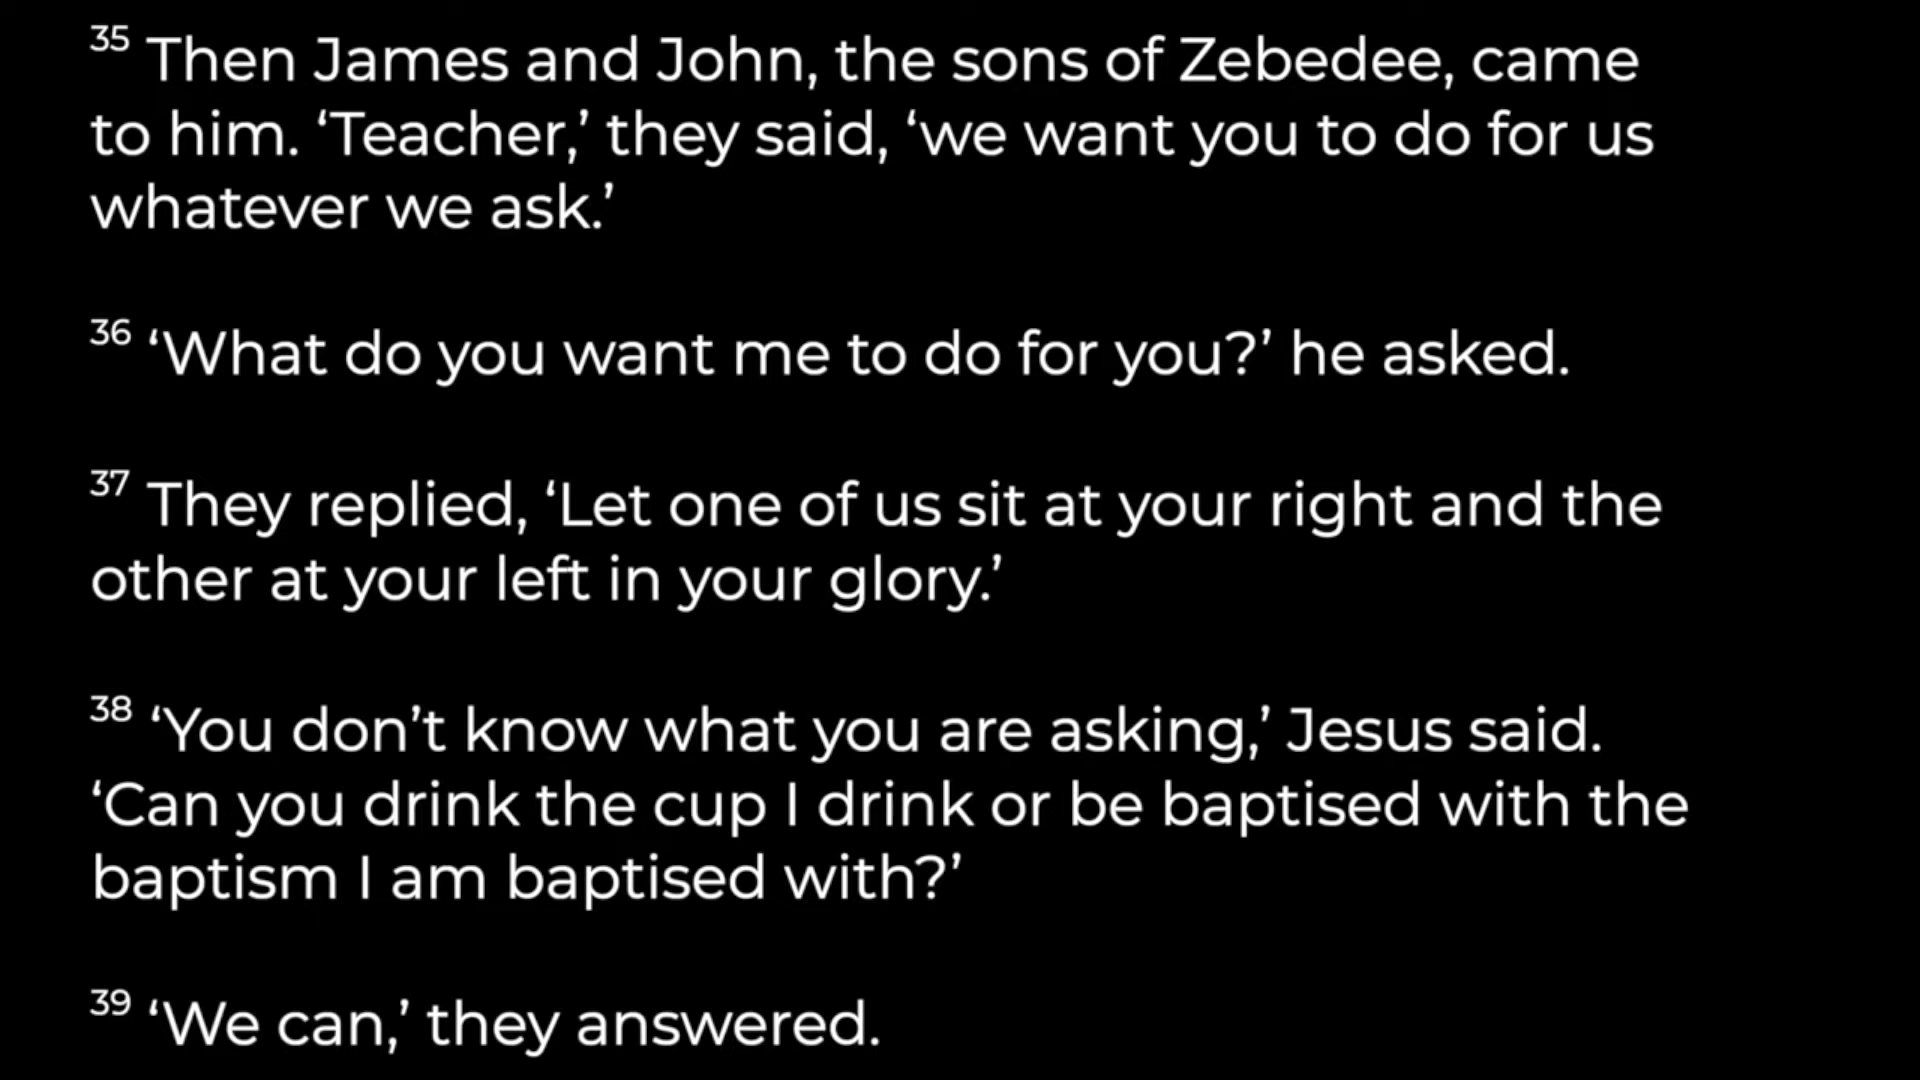 35 Then James and John, the sons of Zebedee, came
to him. ‘Teacher,’ they said, ‘we want you to do for us
whatever we ask.’
36 ‘What do you want me to do for you?’ he asked.
37 They replied, ‘Let one of us sit at your right and the
other at your left in your glory.’
38 ‘You don’t know what you are asking,’ Jesus said.
‘Can you drink the cup I drink or be baptised with the
baptism I am baptised with?’
39 ‘We can,’ they answered.